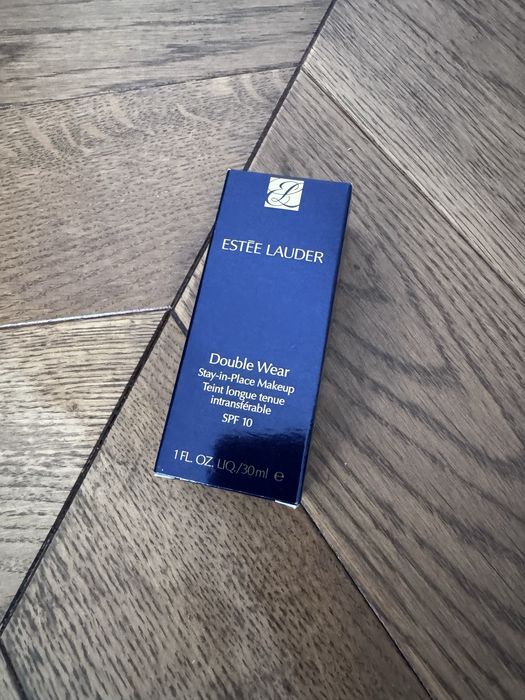 EL
ESTĒE LAUDER
Double Wear
Stay-in-Place Makeup
Teint longue tenue
intransférable
SPF 10
1 FL. OZ. LIQ./30ml ℮